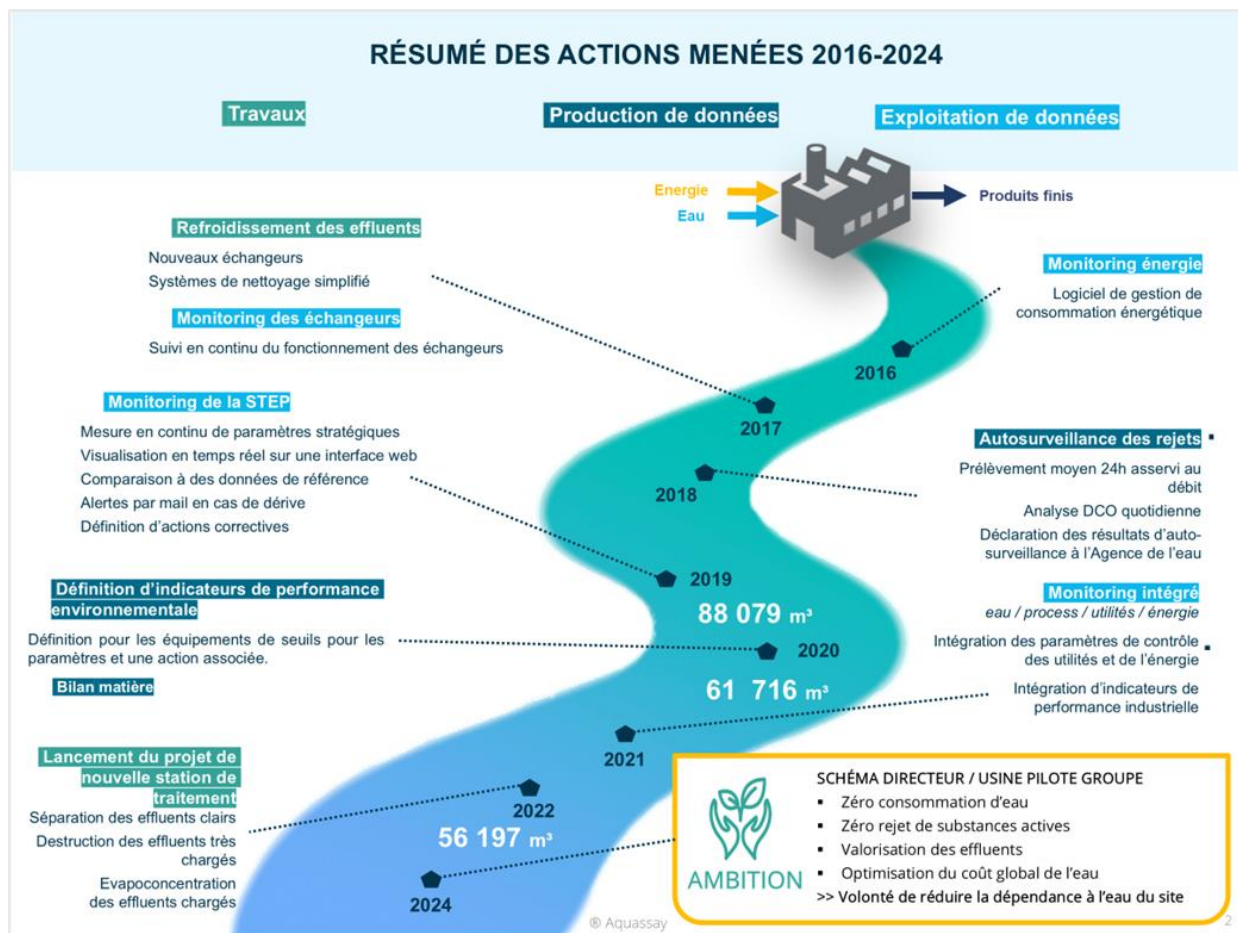 RÉSUMÉ DES ACTIONS MENÉES 2016-2024
Travaux
Production de données
Exploitation de données
Energie
Eau
Produits finis
Refroidissement des effluents
Nouveaux échangeurs
Systèmes de nettoyage simplifié
Monitoring des échangeurs
Suivi en continu du fonctionnement des échangeurs
Monitoring énergie
Logiciel de gestion de
consommation énergétique
2016
2017
Monitoring de la STEP
Mesure en continu de paramètres stratégiques
Visualisation en temps réel sur une interface web
Comparaison à des données de référence
Alertes par mail en cas de dérive
Définition d'actions correctives
Autosurveillance des rejets
Prélèvement moyen 24h asservi au
débit
Analyse DCO quotidienne
Déclaration des résultats d'auto-
surveillance à l'Agence de l'eau
2018
2019
88 079 m³
Définition d'indicateurs de performance
environnementale
Définition pour les équipements de seuils pour les
paramètres et une action associée.
Bilan matière
Monitoring intégré
eau / process / utilités / énergie
Intégration des paramètres de contrôle
des utilités et de l'énergie
Intégration d'indicateurs de
performance industrielle
2020
61 716 m³
2021
Lancement du projet de
nouvelle station de
traitement
Séparation des effluents clairs
Destruction des effluents très
chargés
Evapoconcentration
des effluents chargés
2022
56 197 m³
2024
AMBITION
SCHÉMA DIRECTEUR / USINE PILOTE GROUPE
▪ Zéro consommation d'eau
▪ Zéro rejet de substances actives
▪ Valorisation des effluents
▪ Optimisation du coût global de l'eau
>> Volonté de réduire la dépendance à l'eau du site
® Aquassay
2